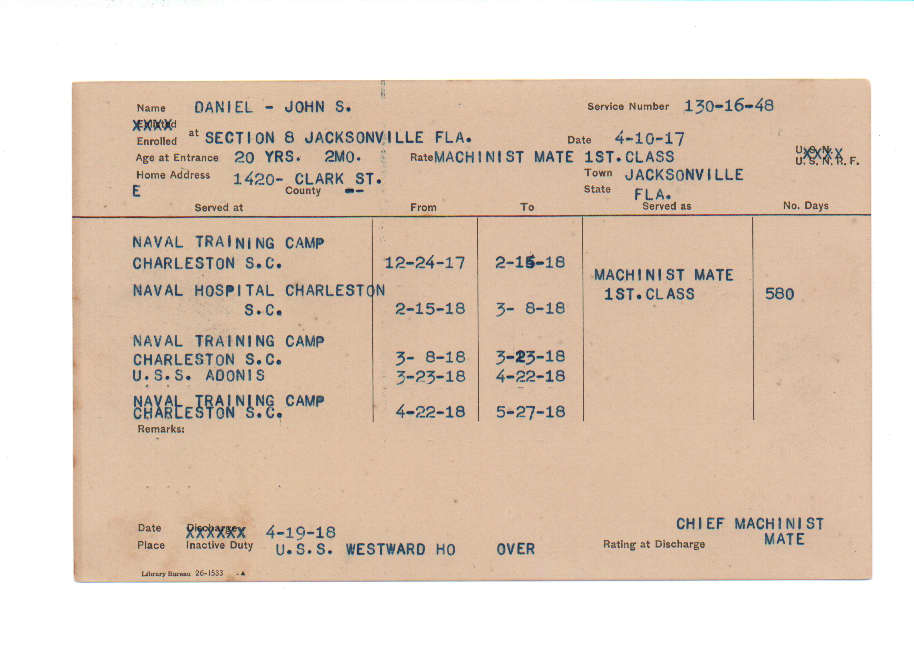 Name DANIEL - JOHN S. Service Number 130-16-48
Enrolled at SECTION 8 JACKSONVILLE FLA. Date 4-10-17
Age at Entrance 20 YRS. 2MO. Rate MACHINIST MATE 1ST.CLASS U.S.N.R.F.
Home Address 1420- CLARK ST. Town JACKSONVILLE
E County -- State FLA.
Served at From To Served as No. Days
NAVAL TRAINING CAMP
CHARLESTON S.C. 12-24-17 2-15-18
MACHINIST MATE
NAVAL HOSPITAL CHARLESTON 1ST.CLASS 580
S.C. 2-15-18 3- 8-18
NAVAL TRAINING CAMP
CHARLESTON S.C. 3- 8-18 3-23-18
U.S.S. ADONIS 3-23-18 4-22-18
NAVAL TRAINING CAMP
CHARLESTON S.C. 4-22-18 5-27-18
Remarks:
Date Discharge XXXXXX 4-19-18 CHIEF MACHINIST
Place Inactive Duty U.S.S. WESTWARD HO OVER Rating at Discharge MATE
Library Bureau 26-1533